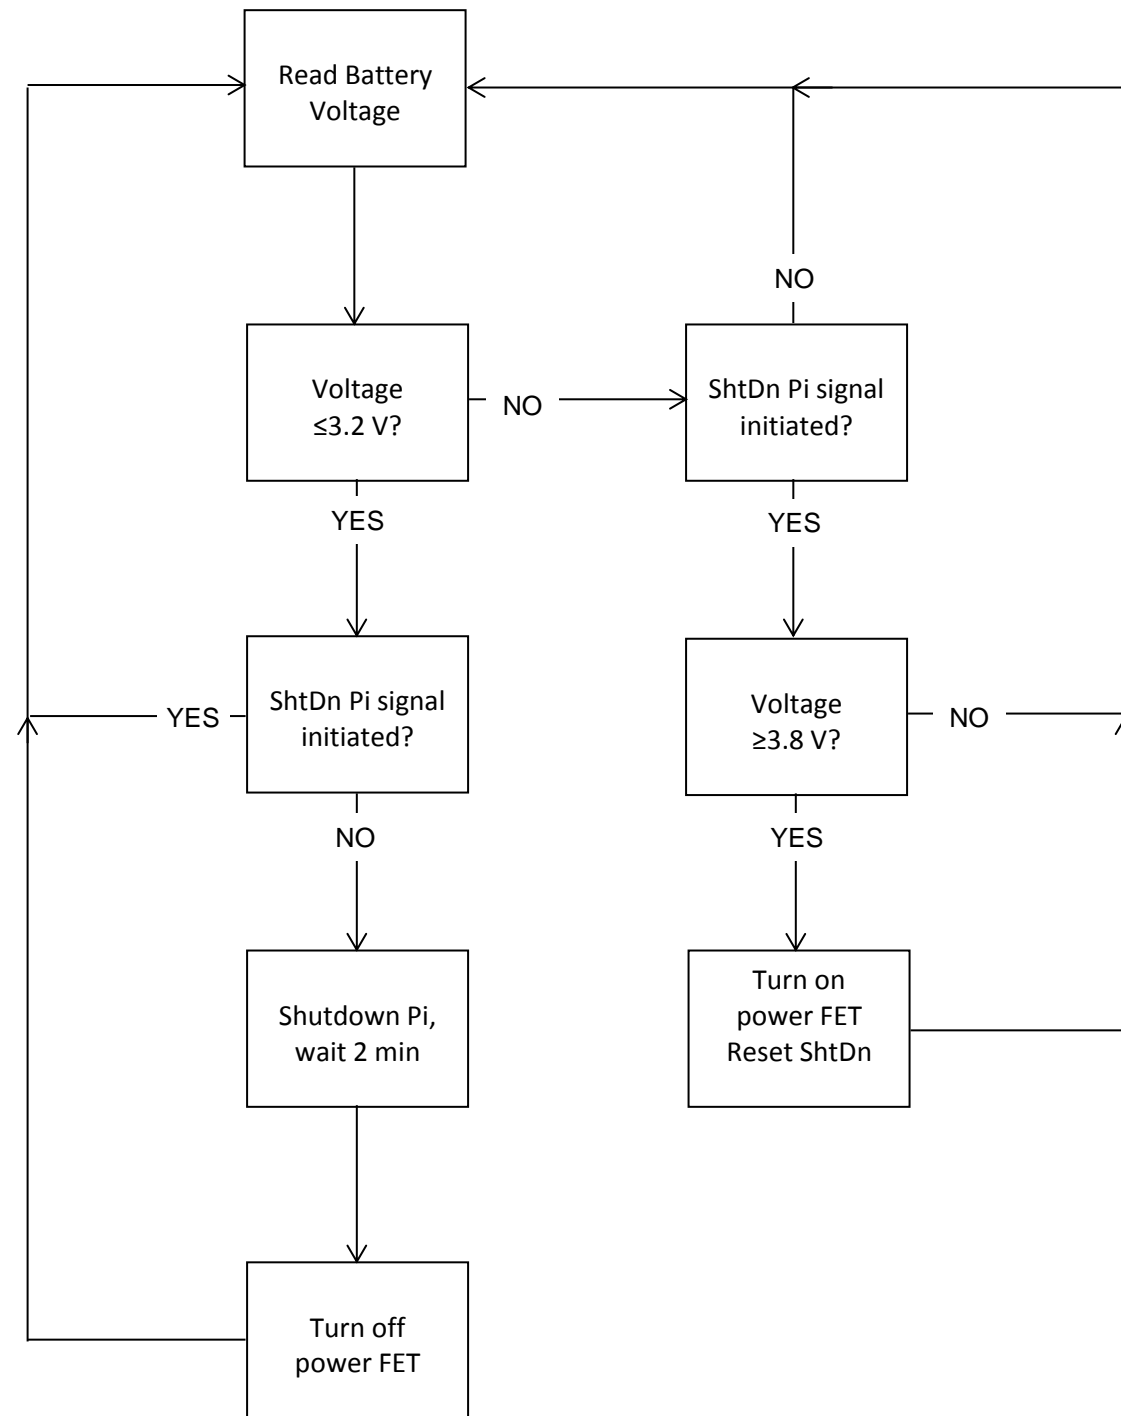 Read Battery
Voltage
NO
Voltage
≤3.2 V?
NO
ShtDn Pi signal
initiated?
YES
YES
ShtDn Pi signal
initiated?
YES
Voltage
≥3.8 V?
NO
NO
YES
Shutdown Pi,
wait 2 min
Turn on
power FET
Reset ShtDn
Turn off
power FET